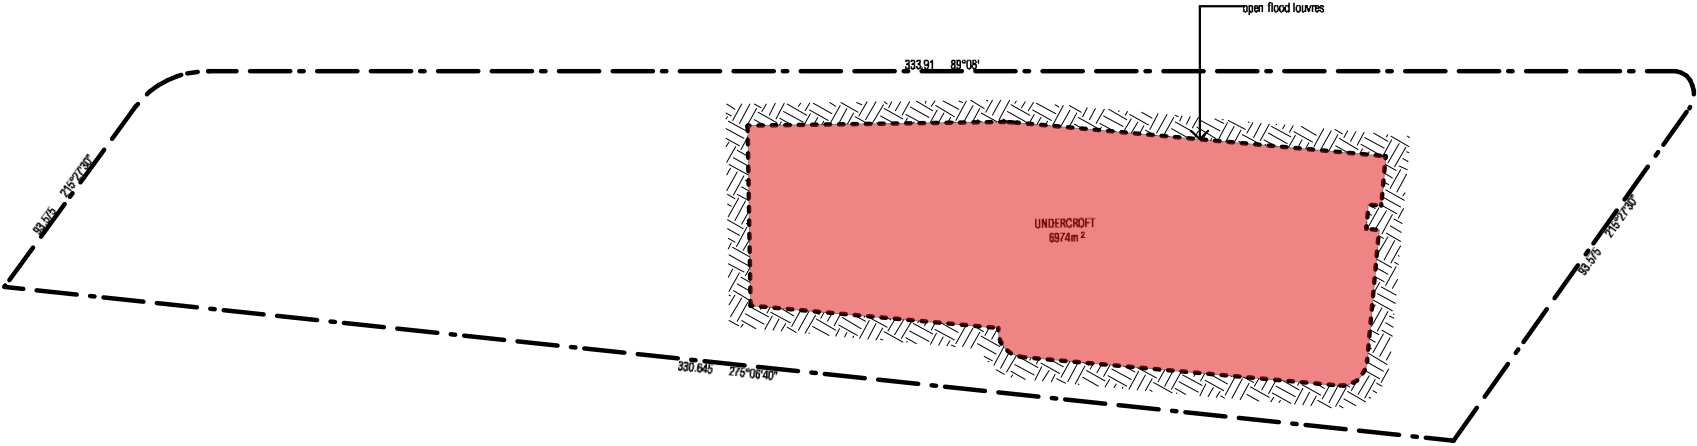 open flood louvres
333.91 89°08'
93.575 215°27'30"
UNDERCROFT
6974m²
93.575 215°27'30"
330.645 275°06'40"